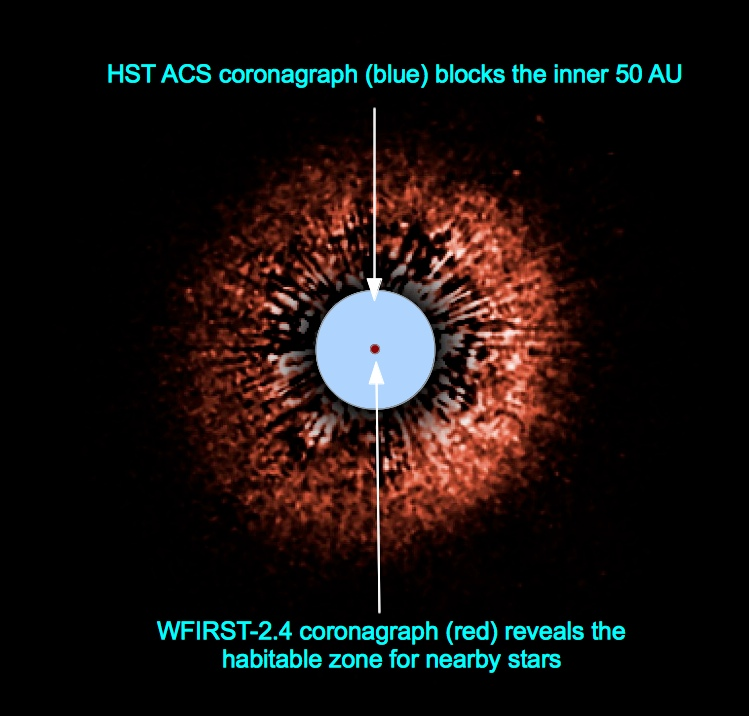 HST ACS coronagraph (blue) blocks the inner 50 AU
WFIRST-2.4 coronagraph (red) reveals the
habitable zone for nearby stars